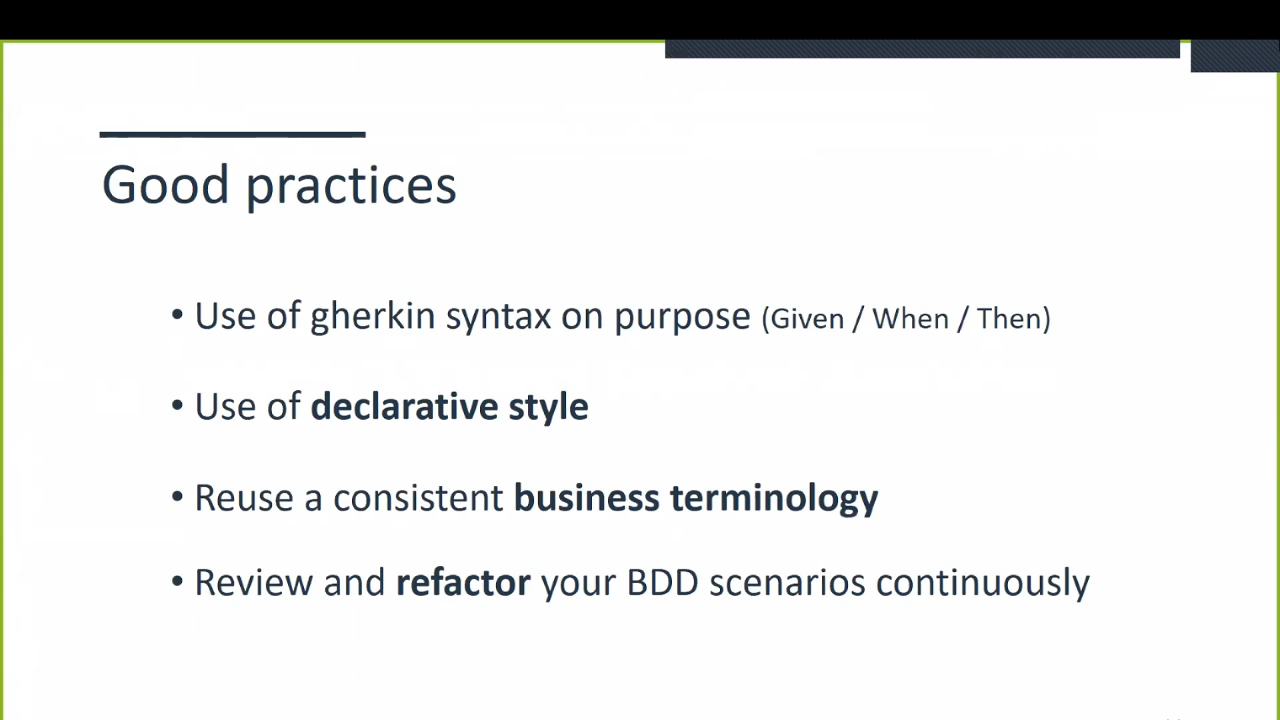 Good practices
• Use of gherkin syntax on purpose (Given / When / Then)
• Use of declarative style
• Reuse a consistent business terminology
• Review and refactor your BDD scenarios continuously